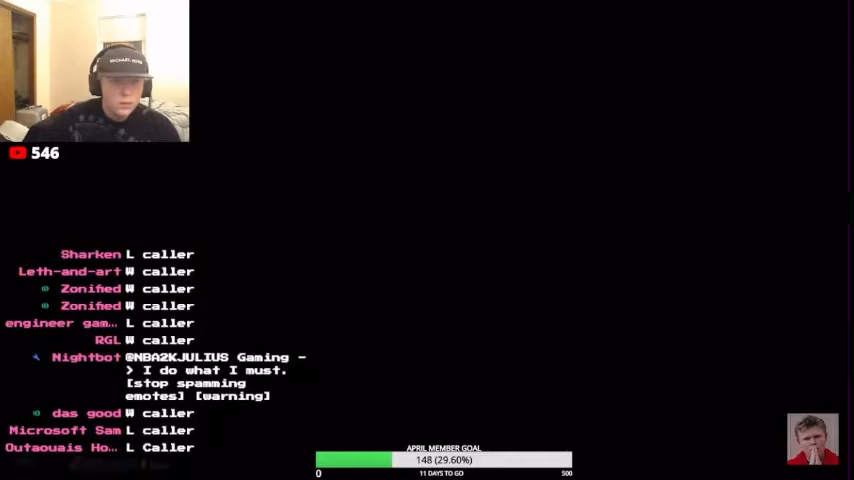 546
Sharken L caller
Leth-and-art W caller
Zonified W caller
Zonified W caller
engineer gam… L caller
RGL W caller
Nightbot @NBA2KJULIUS Gaming -
> I do what I must.
[stop spamming
emotes] [warning]
das good W caller
Microsoft Sam L caller
Outaouais Ho… L Caller
APRIL MEMBER GOAL
148 (29.60%)
0 11 DAYS TO GO 500